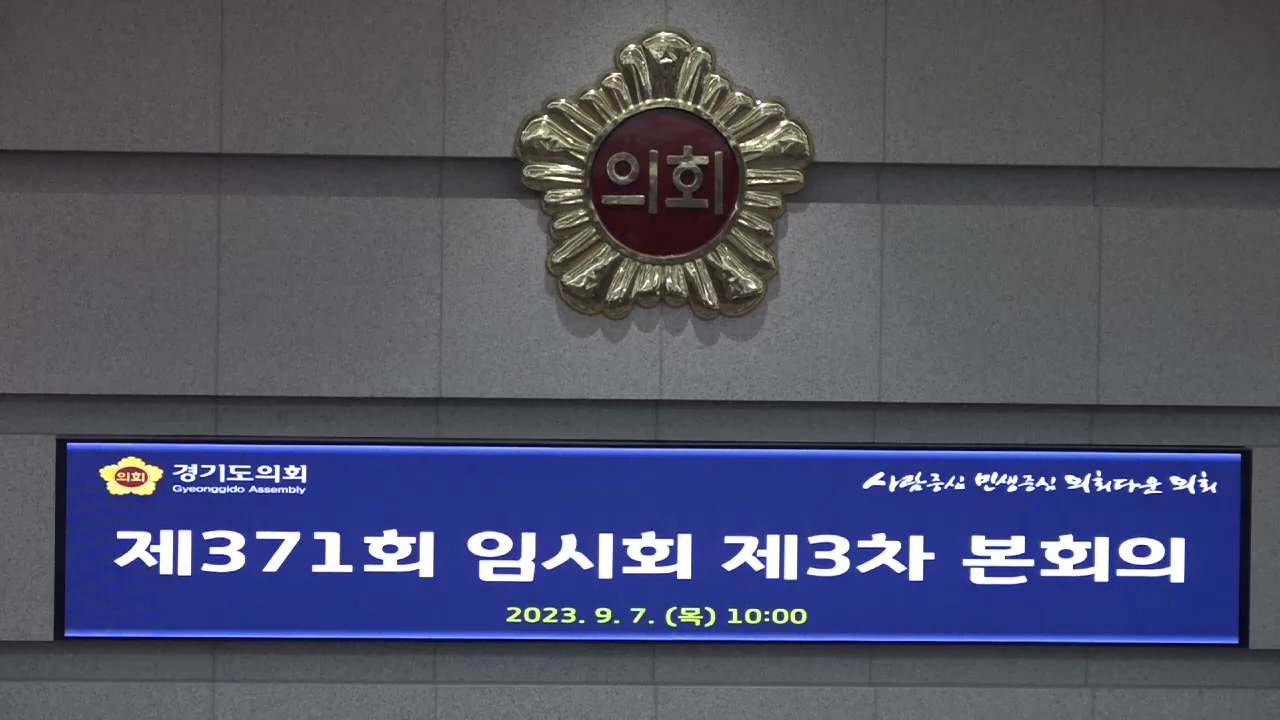 의회
의회
경기도의회
Gyeonggido Assembly
사람중심 민생중심 의회다운 의회
제371회 임시회 제3차 본회의
2023. 9. 7. (목) 10:00